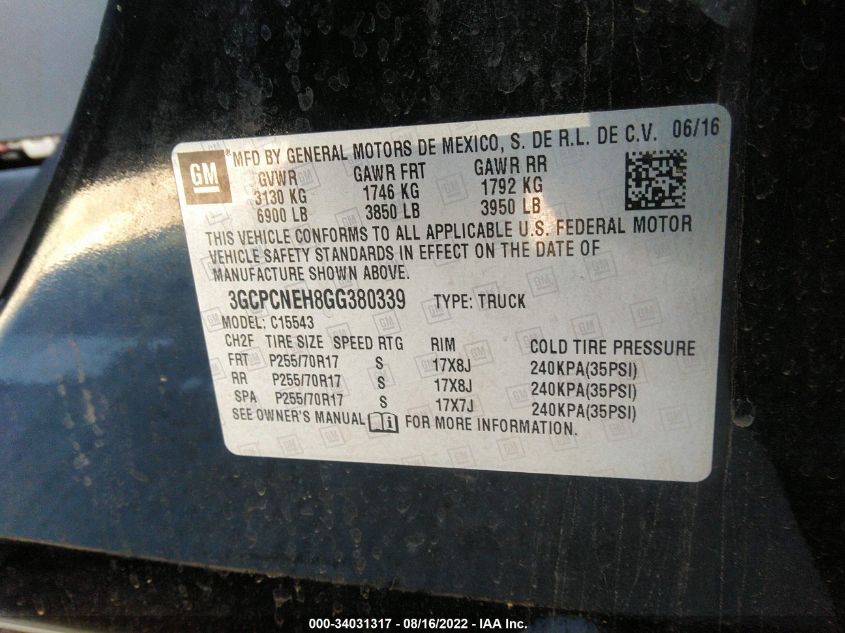 GM ® MFD BY GENERAL MOTORS DE MEXICO, S. DE R.L. DE C.V. 06/16
GVWR GAWR FRT GAWR RR
3130 KG 1746 KG 1792 KG
6900 LB 3850 LB 3950 LB
THIS VEHICLE CONFORMS TO ALL APPLICABLE U.S. FEDERAL MOTOR
VEHICLE SAFETY STANDARDS IN EFFECT ON THE DATE OF
MANUFACTURE SHOWN ABOVE.
3GCPCNEH8GG380339 TYPE: TRUCK
MODEL: C15543
CH2F TIRE SIZE SPEED RTG RIM COLD TIRE PRESSURE
FRT P255/70R17 S 17X8J 240KPA(35PSI)
RR P255/70R17 S 17X8J 240KPA(35PSI)
SPA P255/70R17 S 17X7J 240KPA(35PSI)
SEE OWNER'S MANUAL FOR MORE INFORMATION.
000-34031317 - 08/16/2022 - IAA Inc.